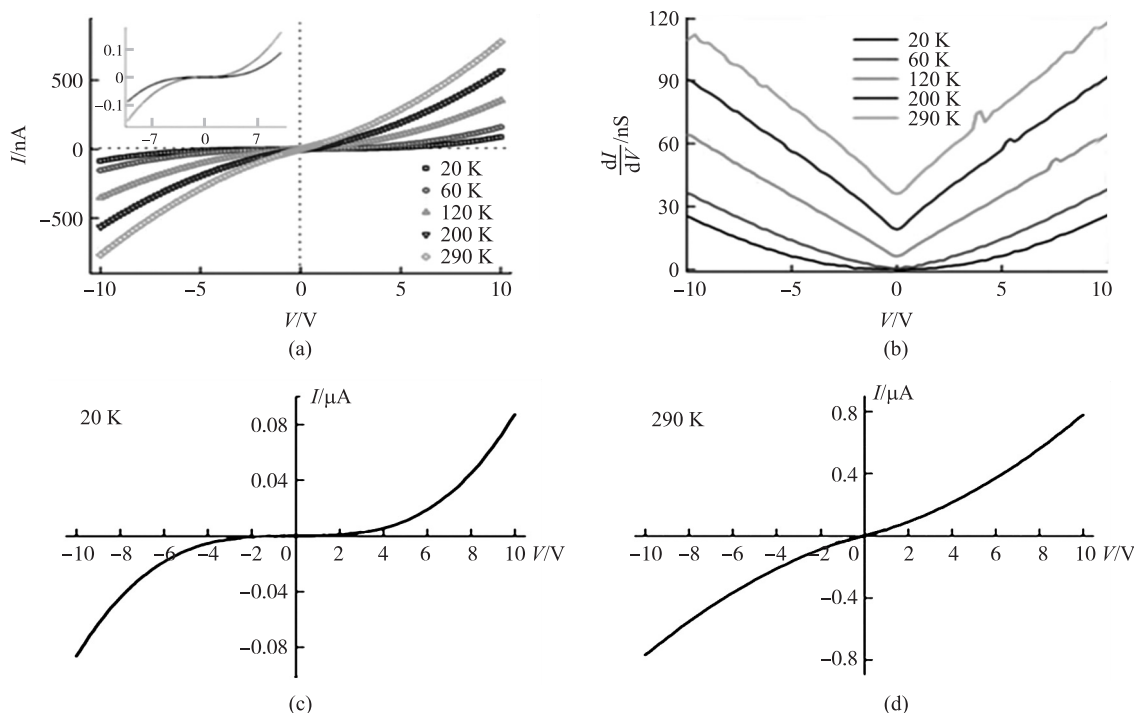 0.1
0
−0.1
−7
0
7
500
0
−500
I/nA
20 K
60 K
120 K
200 K
290 K
−10
−5
0
5
10
V/V
(a)
120
90
60
30
0
dI
dV
/nS
20 K
60 K
120 K
200 K
290 K
−10
−5
0
5
10
V/V
(b)
20 K
I/μA
0.08
0.04
−0.04
−0.08
−10
−8
−6
−4
−2
0
2
4
6
8
10
V/V
(c)
290 K
I/μA
0.8
0.4
−0.4
−0.8
−10
−8
−6
−4
−2
0
2
4
6
8
10
V/V
(d)